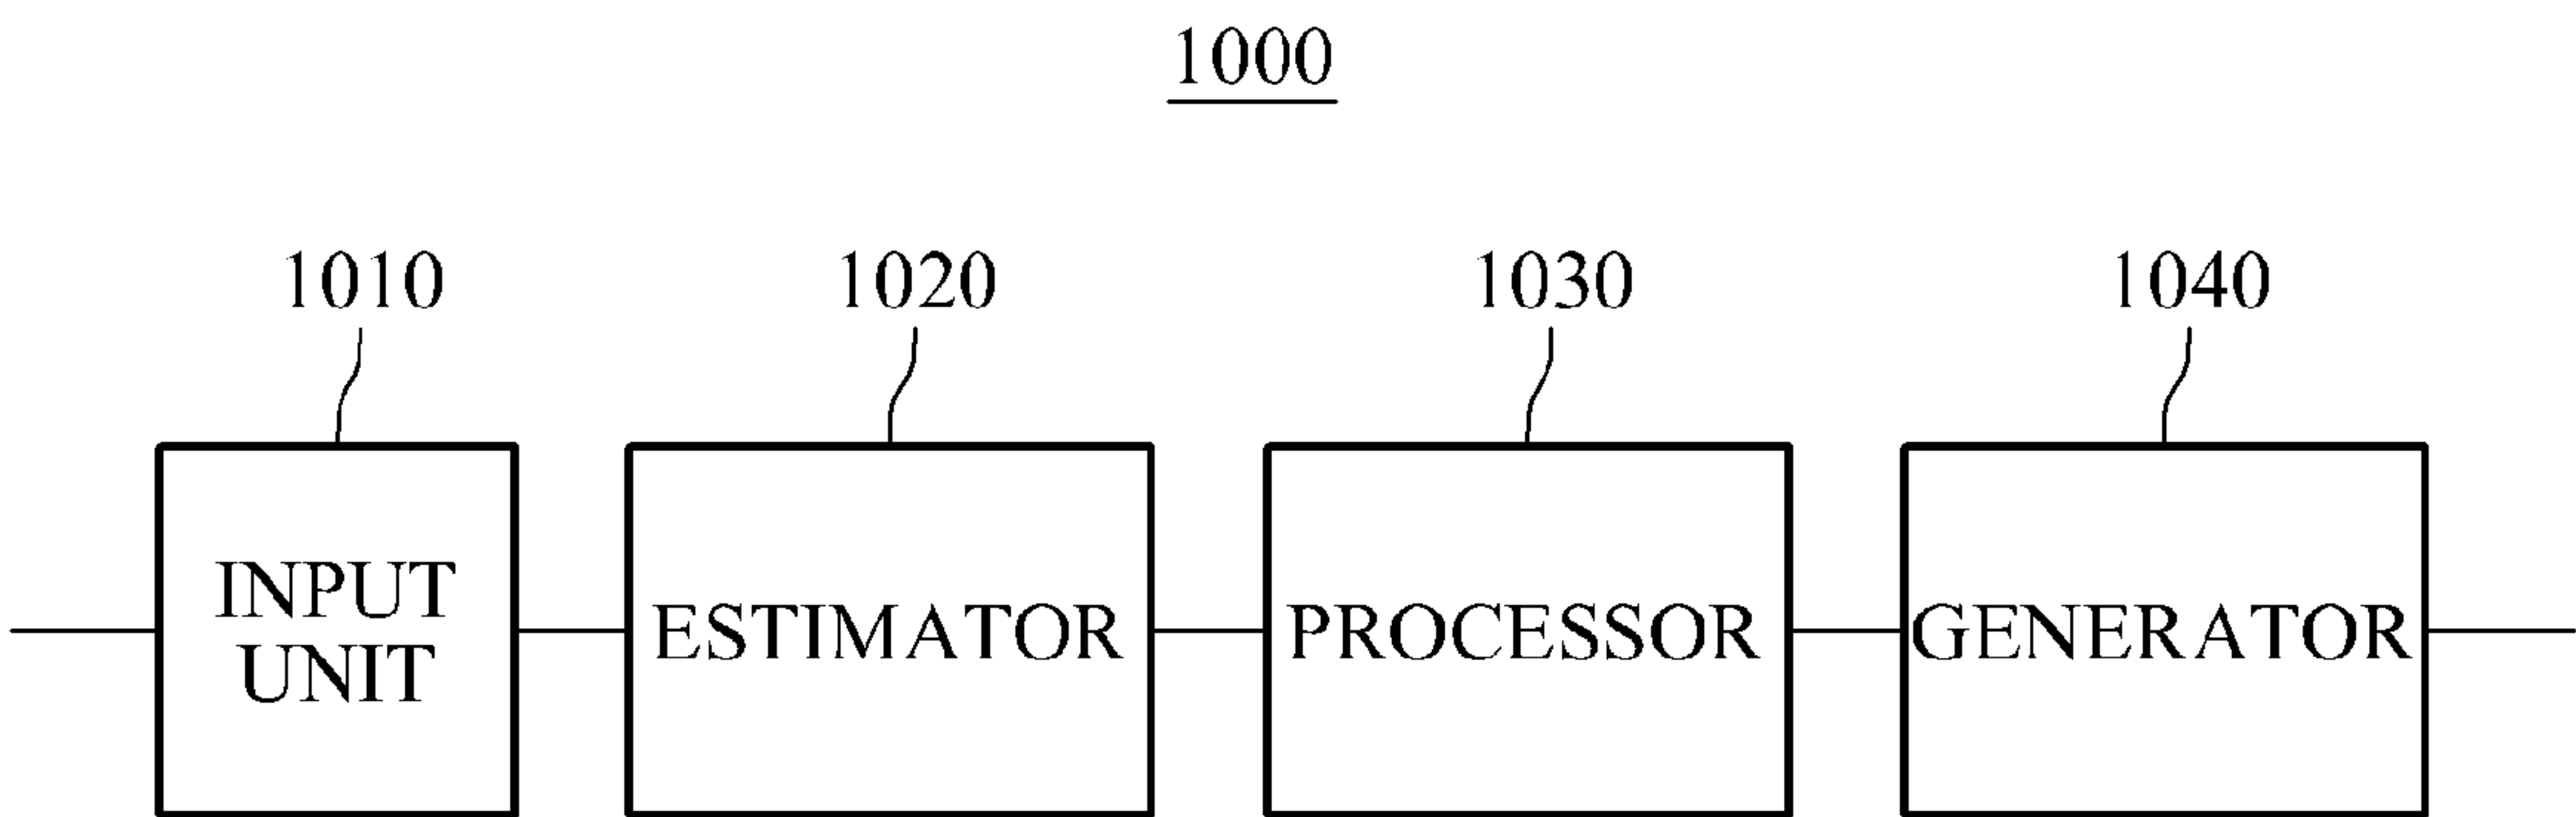 1000
1010
1020
1030
1040
INPUT
UNIT
ESTIMATOR
PROCESSOR
GENERATOR